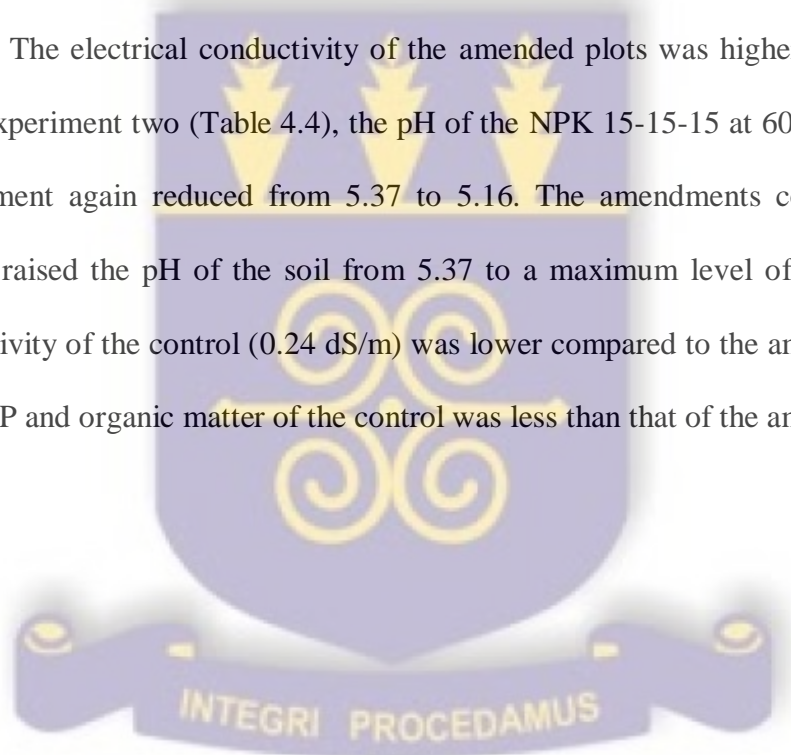 The electrical conductivity of the amended plots was highe
xperiment two (Table 4.4), the pH of the NPK 15-15-15 at 60
ment again reduced from 5.37 to 5.16. The amendments c
raised the pH of the soil from 5.37 to a maximum level of
ivity of the control (0.24 dS/m) was lower compared to the a
P and organic matter of the control was less than that of the a
INTEGRI PROCEDAMUS